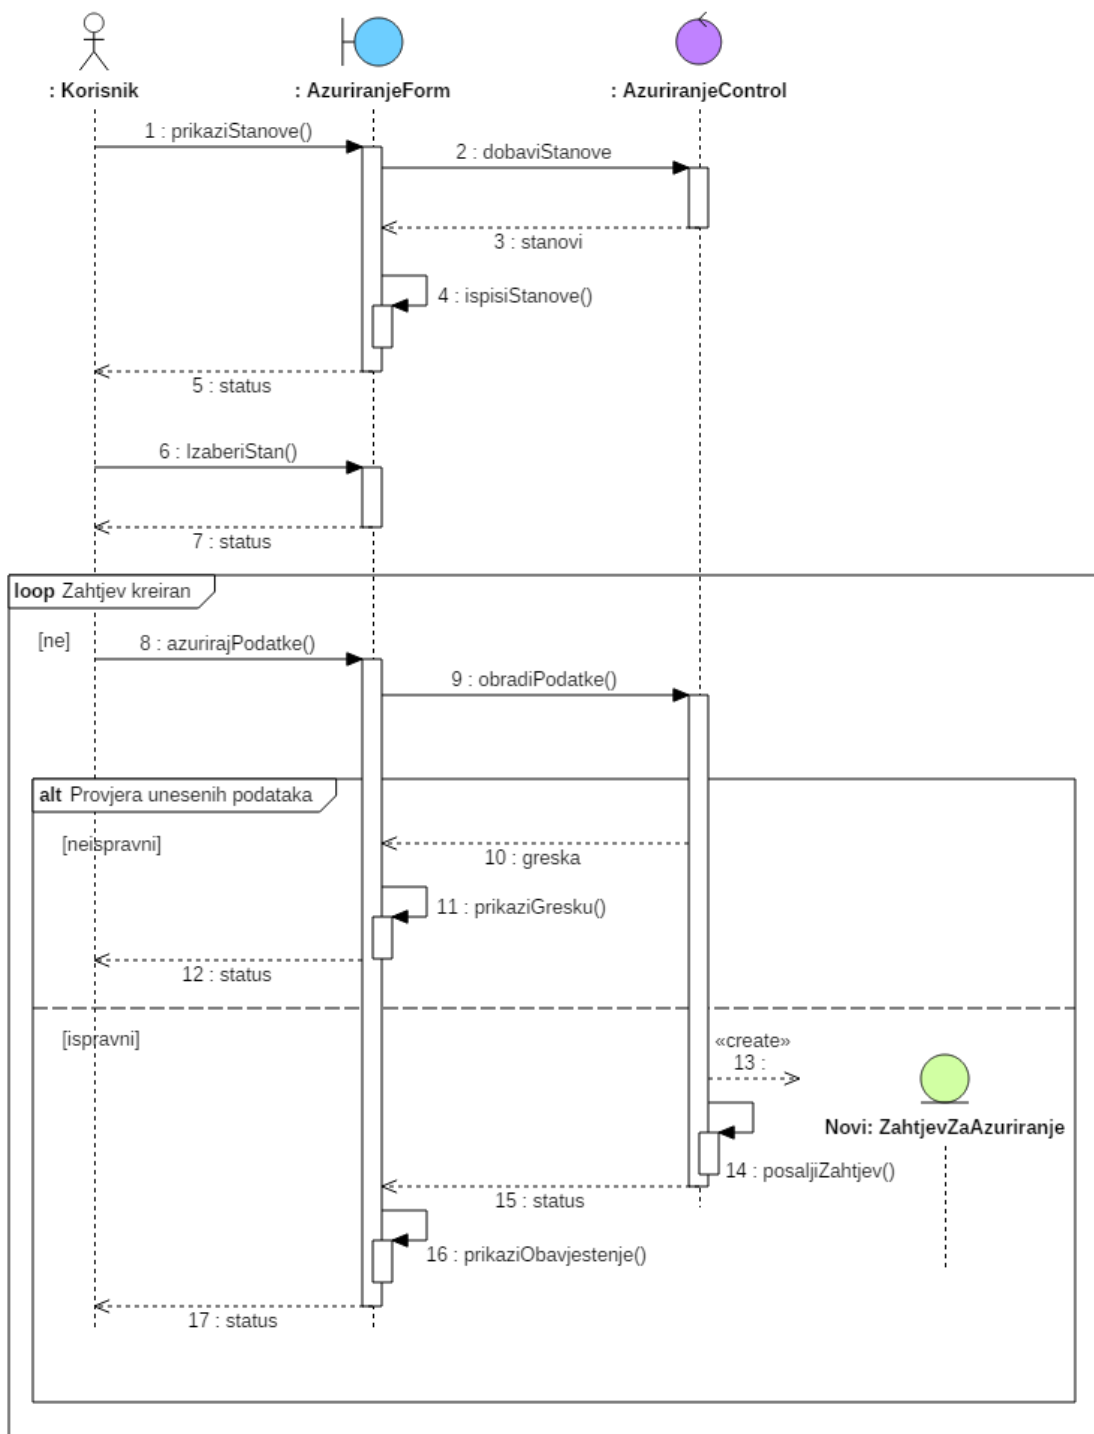 : Korisnik
: AzuriranjeForm
: AzuriranjeControl
1 : prikaziStanove()
2 : dobaviStanove
3 : stanovi
4 : ispisiStanove()
5 : status
6 : IzaberiStan()
7 : status
loop Zahtjev kreiran
[ne]
8 : azurirajPodatke()
9 : obradiPodatke()
alt Provjera unesenih podataka
[neispravni]
10 : greska
11 : prikaziGresku()
12 : status
[ispravni]
«create»
13 :
Novi: ZahtjevZaAzuriranje
14 : posaljiZahtjev()
15 : status
16 : prikaziObavjestenje()
17 : status